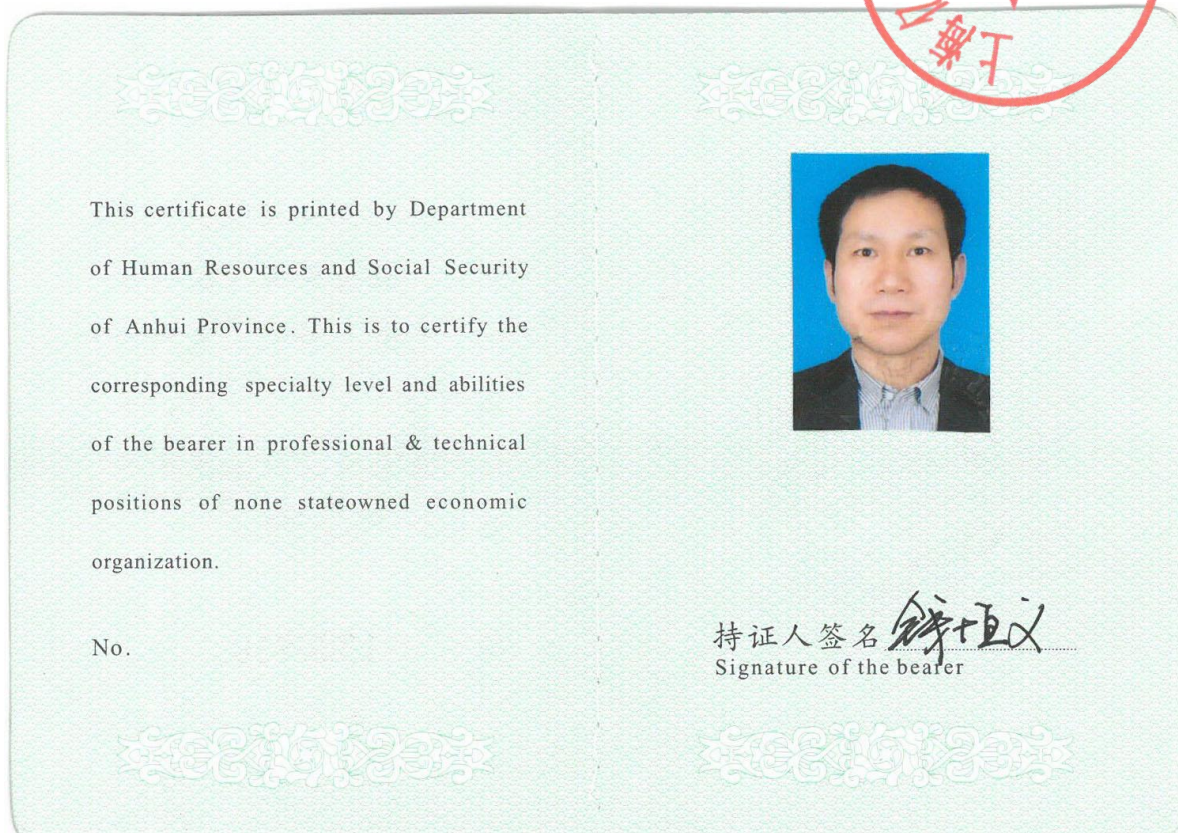 This certificate is printed by Department
of Human Resources and Social Security
of Anhui Province. This is to certify the
corresponding specialty level and abilities
of the bearer in professional & technical
positions of none stateowned economic
organization.
No.
上海
持证人签名
Signature of the bearer